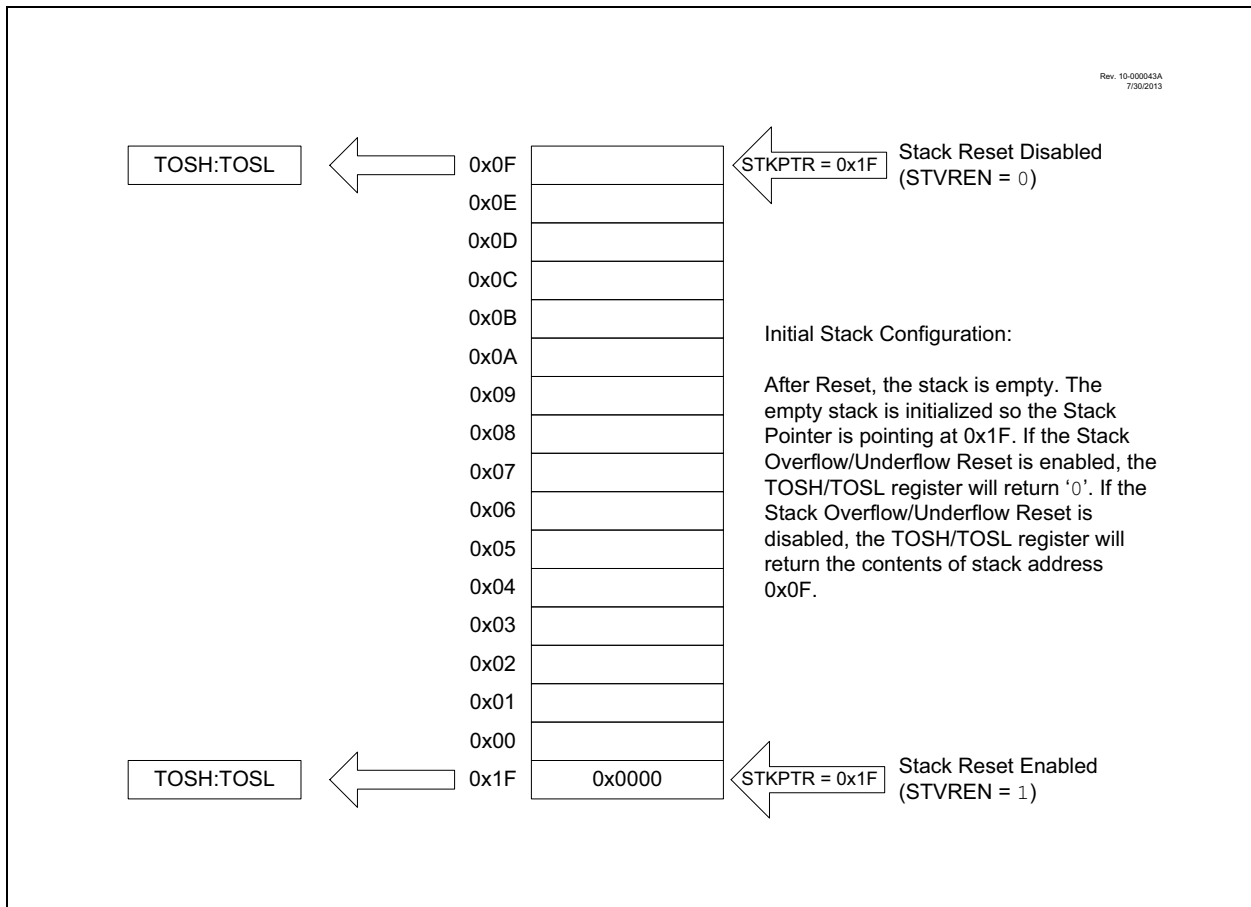 Rev. 10-000043A
7/30/2013
TOSH:TOSL
0x0F
STKPTR = 0x1F
Stack Reset Disabled
(STVREN = 0)
0x0E
0x0D
0x0C
0x0B
0x0A
0x09
0x08
0x07
0x06
0x05
0x04
0x03
0x02
0x01
0x00
Initial Stack Configuration:
After Reset, the stack is empty. The
empty stack is initialized so the Stack
Pointer is pointing at 0x1F. If the Stack
Overflow/Underflow Reset is enabled, the
TOSH/TOSL register will return ‘0’. If the
Stack Overflow/Underflow Reset is
disabled, the TOSH/TOSL register will
return the contents of stack address
0x0F.
TOSH:TOSL
0x1F
0x0000
STKPTR = 0x1F
Stack Reset Enabled
(STVREN = 1)